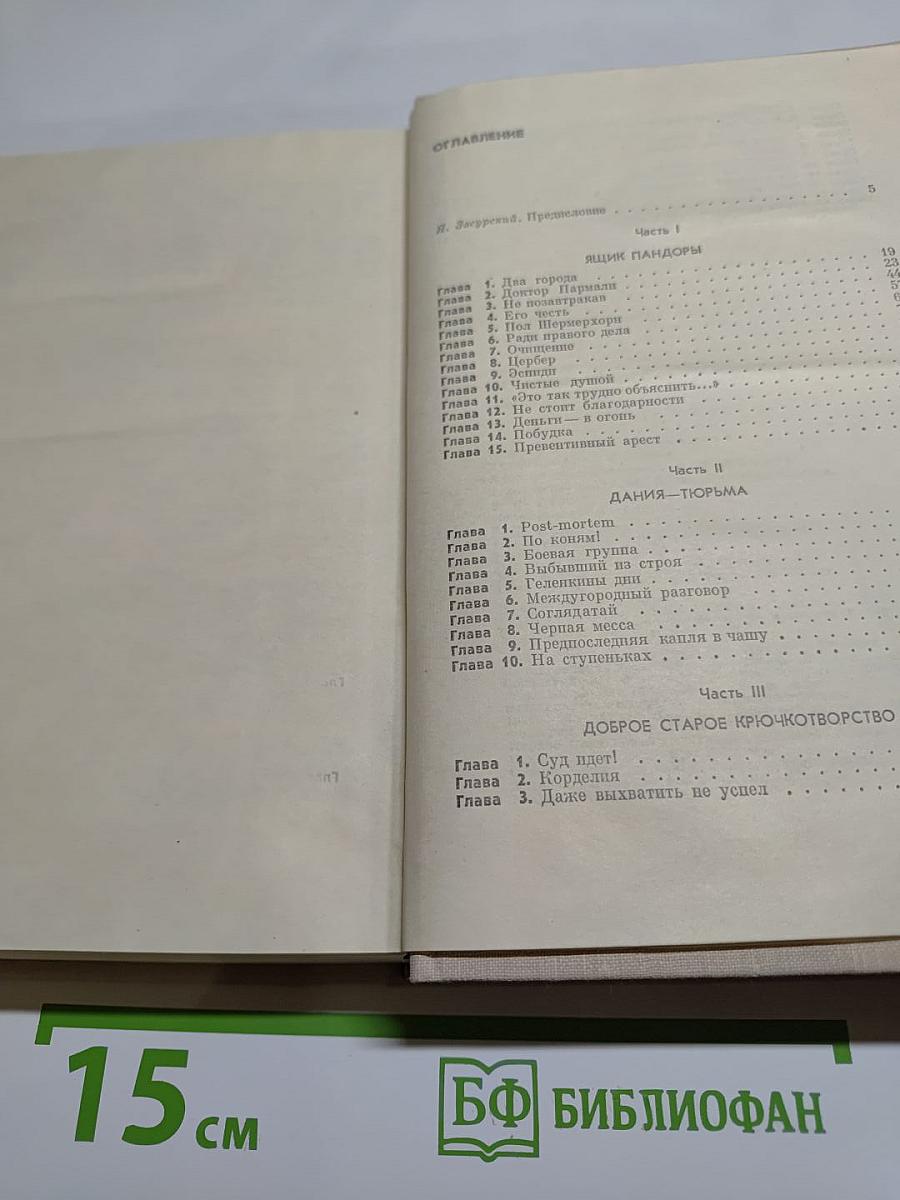 ОГЛАВЛЕНИЕ
Я. Засурский. Предисловие . . . . . . . . . . . . . . . . . 5
Часть I
ЯЩИК ПАНДОРЫ
Глава 1. Два города . . . . . . . . . . . . . . . . . 19
Глава 2. Доктор Пармали . . . . . . . . . . . . . . . . . 23
Глава 3. Не позавтракав . . . . . . . . . . . . . . . . . 44
Глава 4. Его честь . . . . . . . . . . . . . . . . .
Глава 5. Пол Шермерхорн . . . . . . . . . . . . . . . . .
Глава 6. Ради правого дела . . . . . . . . . . . . . . . . .
Глава 7. Очищение . . . . . . . . . . . . . . . . .
Глава 8. Цербер . . . . . . . . . . . . . . . . .
Глава 9. Эспиди . . . . . . . . . . . . . . . . .
Глава 10. Чистые душой . . . . . . . . . . . . . . . . .
Глава 11. «Это так трудно объяснить...» . . . . . . . . . . . .
Глава 12. Не стоит благодарности . . . . . . . . . . . .
Глава 13. Деньги — в огонь . . . . . . . . . . . .
Глава 14. Побудка . . . . . . . . . . . .
Глава 15. Превентивный арест . . . . . . . . . . . .
Часть II
ДАНИЯ—ТЮРЬМА
Глава 1. Post-mortem . . . . . . . . . . . .
Глава 2. По коням! . . . . . . . . . . . .
Глава 3. Боевая группа . . . . . . . . . . . .
Глава 4. Выбывший из строя . . . . . . . . . . . .
Глава 5. Геленкины дни . . . . . . . . . . . .
Глава 6. Междугородный разговор . . . . . . . . . . . .
Глава 7. Соглядатай . . . . . . . . . . . .
Глава 8. Черная месса . . . . . . . . . . . .
Глава 9. Предпоследняя капля в чашу . . . . . . . . .
Глава 10. На ступеньках . . . . . . . . . . . .
Часть III
ДОБРОЕ СТАРОЕ КРЮЧКОТВОРСТВО
Глава 1. Суд идет! . . . . . . . . . . . .
Глава 2. Корделия . . . . . . . . . . . .
Глава 3. Даже выхватить не успел . . . . . . .
15 см
БФ БИБЛИОФАН